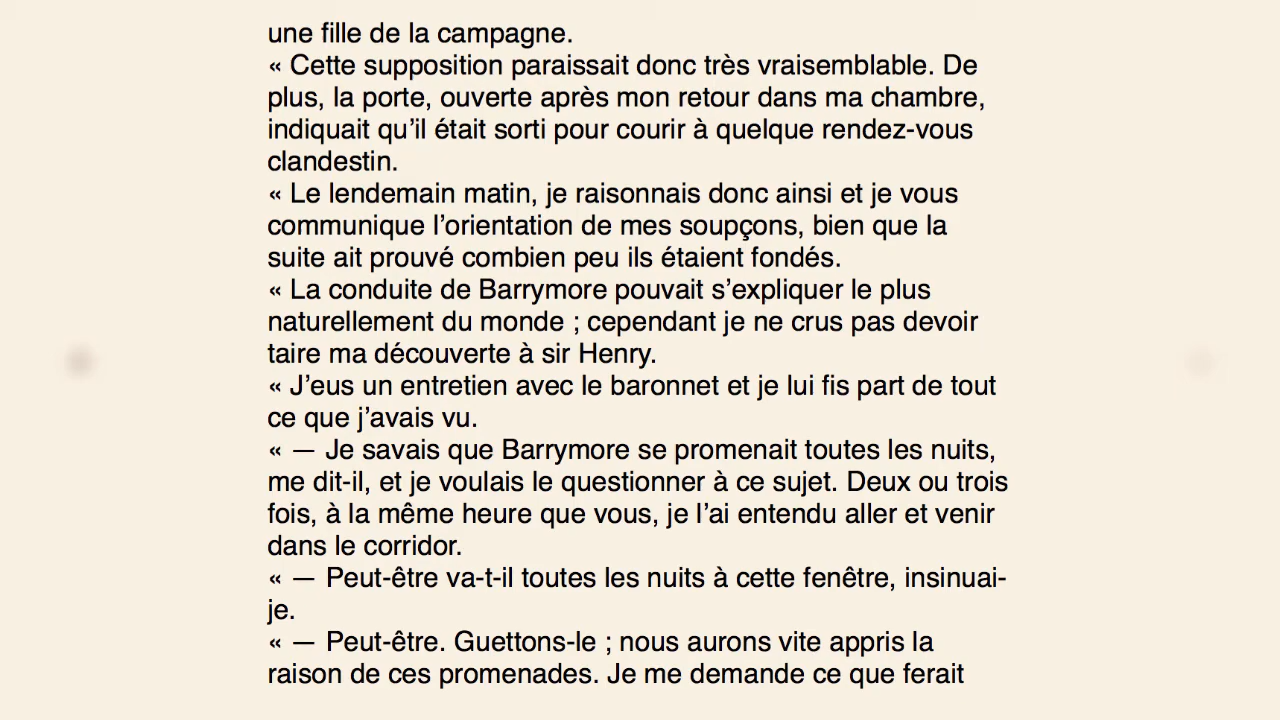 une fille de la campagne.
« Cette supposition paraissait donc très vraisemblable. De
plus, la porte, ouverte après mon retour dans ma chambre,
indiquait qu’il était sorti pour courir à quelque rendez-vous
clandestin.
« Le lendemain matin, je raisonnais donc ainsi et je vous
communique l’orientation de mes soupçons, bien que la
suite ait prouvé combien peu ils étaient fondés.
« La conduite de Barrymore pouvait s’expliquer le plus
naturellement du monde ; cependant je ne crus pas devoir
taire ma découverte à sir Henry.
« J’eus un entretien avec le baronnet et je lui fis part de tout
ce que j’avais vu.
« — Je savais que Barrymore se promenait toutes les nuits,
me dit-il, et je voulais le questionner à ce sujet. Deux ou trois
fois, à la même heure que vous, je l’ai entendu aller et venir
dans le corridor.
« — Peut-être va-t-il toutes les nuits à cette fenêtre, insinuai-
je.
« — Peut-être. Guettons-le ; nous aurons vite appris la
raison de ces promenades. Je me demande ce que ferait